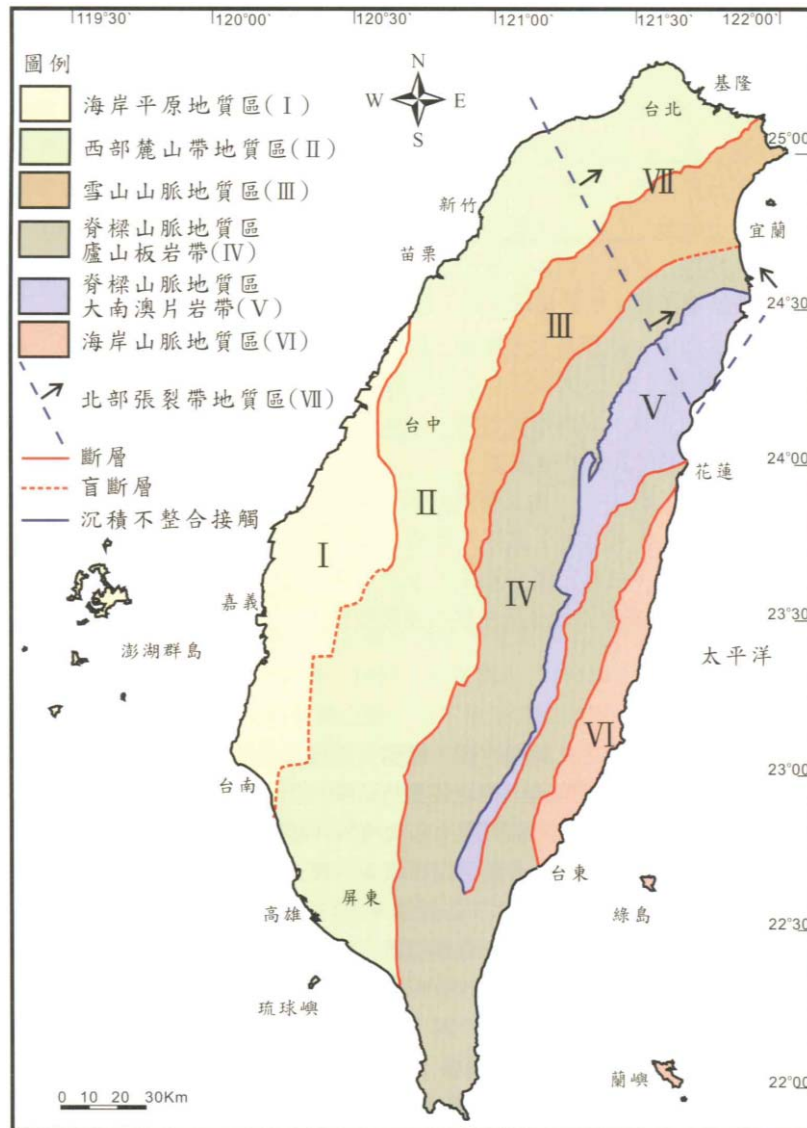 119°30'
120°00'
120°30'
121°00'
121°30'
122°00'
圖例
海岸平原地質區(Ⅰ)
西部麓山帶地質區(Ⅱ)
雪山山脈地質區(Ⅲ)
脊樑山脈地質區
廬山板岩帶(Ⅳ)
脊樑山脈地質區
大南澳片岩帶(Ⅴ)
海岸山脈地質區(Ⅵ)
北部張裂帶地質區(Ⅶ)
斷層
盲斷層
沉積不整合接觸
N
W
E
S
基隆
台北
25°00'
Ⅶ
新竹
宜蘭
苗栗
24°30'
Ⅲ
Ⅴ
台中
24°00'
花蓮
Ⅱ
Ⅰ
Ⅳ
嘉義
23°30'
澎湖群島
太平洋
Ⅵ
23°00'
台南
台東
屏東
高雄
綠島
22°30'
琉球嶼
蘭嶼
22°00'
0 10 20 30Km